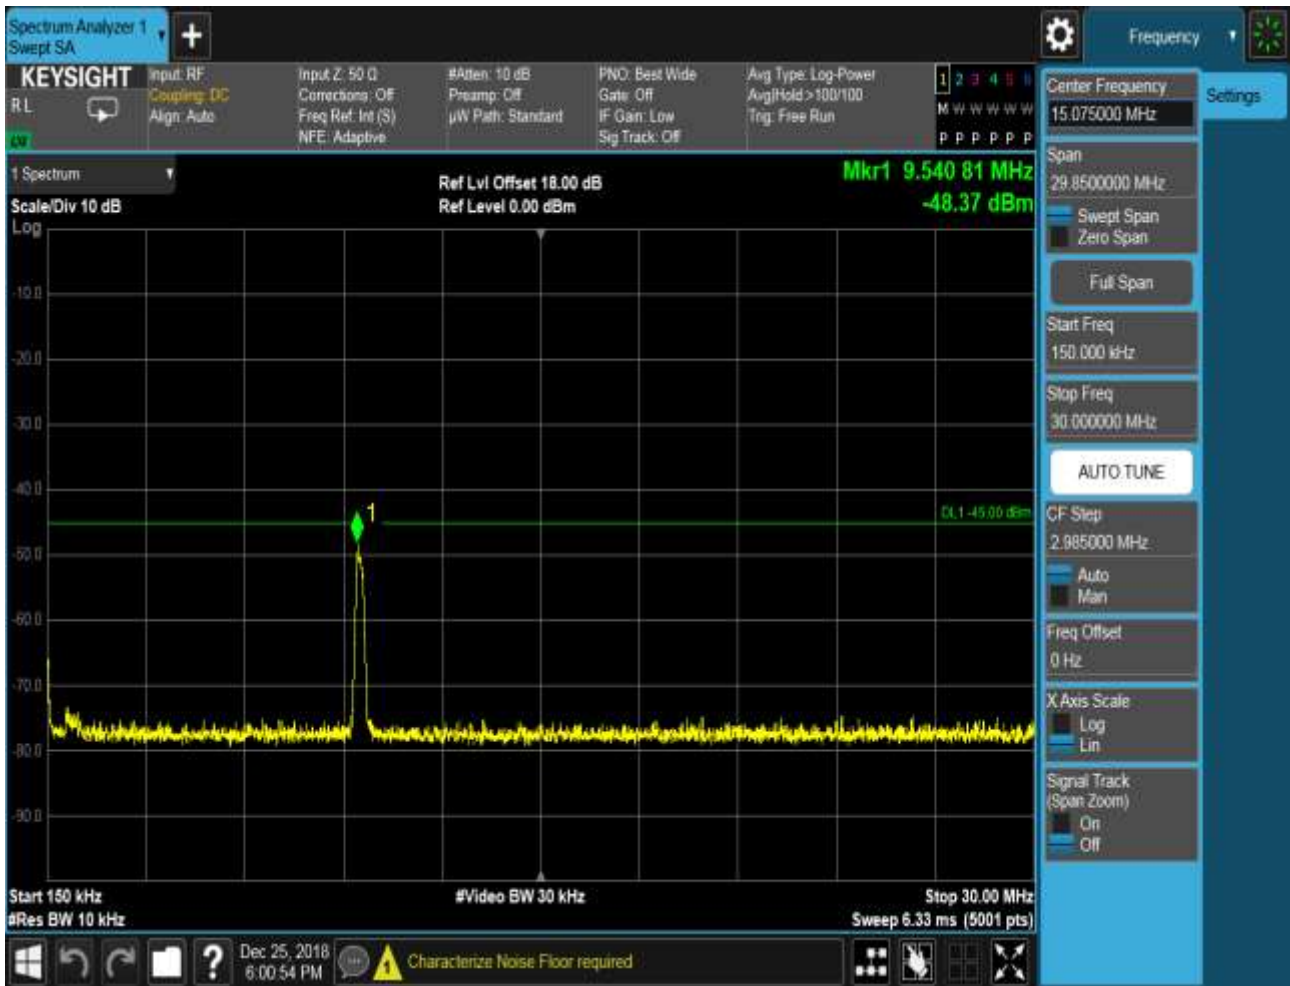 Spectrum Analyzer 1
Swept SA
+
Frequency
KEYSIGHT
R L
Input: RF
Coupling: DC
Align: Auto
Input Z: 50 Ω
Corrections: Off
Freq Ref: Int (S)
NFE: Adaptive
#Atten: 10 dB
Preamp: Off
µW Path: Standard
PNO: Best Wide
Gate: Off
IF Gain: Low
Sig Track: Off
Avg Type: Log-Power
Avg|Hold:>100/100
Trig: Free Run
1 2 3 4 5 6
M W W W W W
P P P P P P
1 Spectrum
Scale/Div 10 dB
Log
Ref Lvl Offset 18.00 dB
Ref Level 0.00 dBm
Mkr1 9.540 81 MHz
-48.37 dBm
-10.0
-20.0
-30.0
-40.0
-50.0
-60.0
-70.0
-80.0
-90.0
1
DL1 -45.00 dBm
Start 150 kHz
#Res BW 10 kHz
#Video BW 30 kHz
Stop 30.00 MHz
Sweep 6.33 ms (5001 pts)
Center Frequency
15.075000 MHz
Settings
Span
29.8500000 MHz
Swept Span
Zero Span
Full Span
Start Freq
150.000 kHz
Stop Freq
30.000000 MHz
AUTO TUNE
CF Step
2.985000 MHz
Auto
Man
Freq Offset
0 Hz
X Axis Scale
Log
Lin
Signal Track
(Span Zoom)
On
Off
?
Dec 25, 2018
6:00:54 PM
1
Characterize Noise Floor required